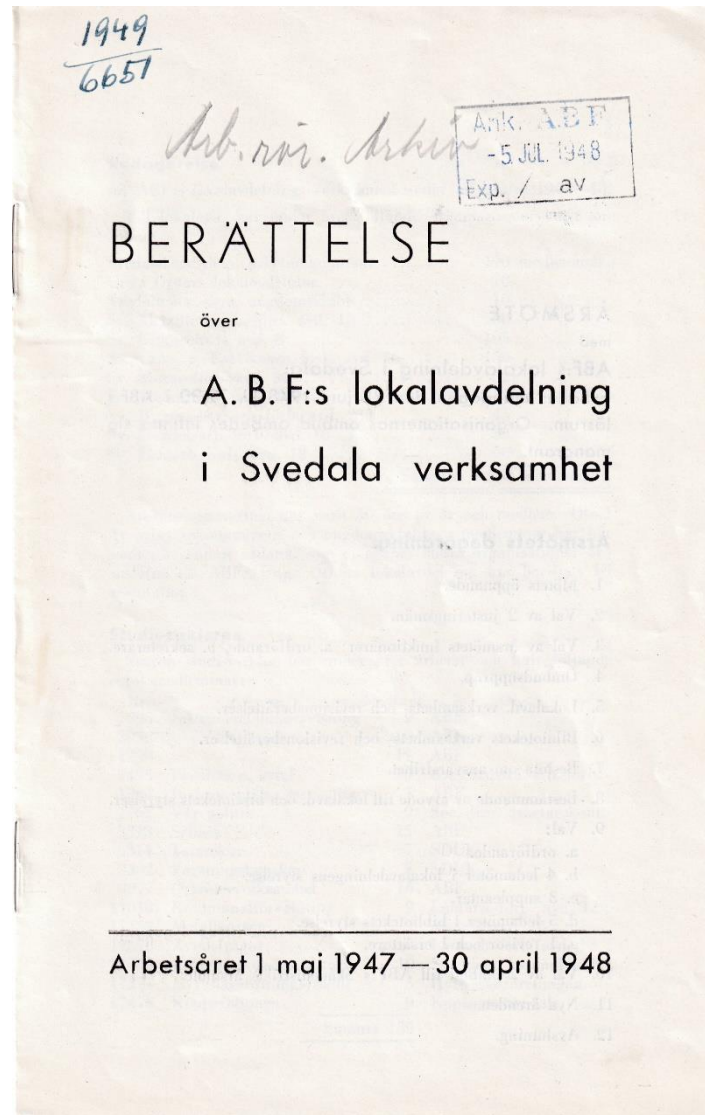 1949
6651
Arb. rör. Arkiv
Ank. ABF
-5. JUL. 1948
Exp. / av
BERÄTTELSE
över
A.B.F:s lokalavdelning
i Svedala verksamhet
Arbetsåret 1 maj 1947 — 30 april 1948